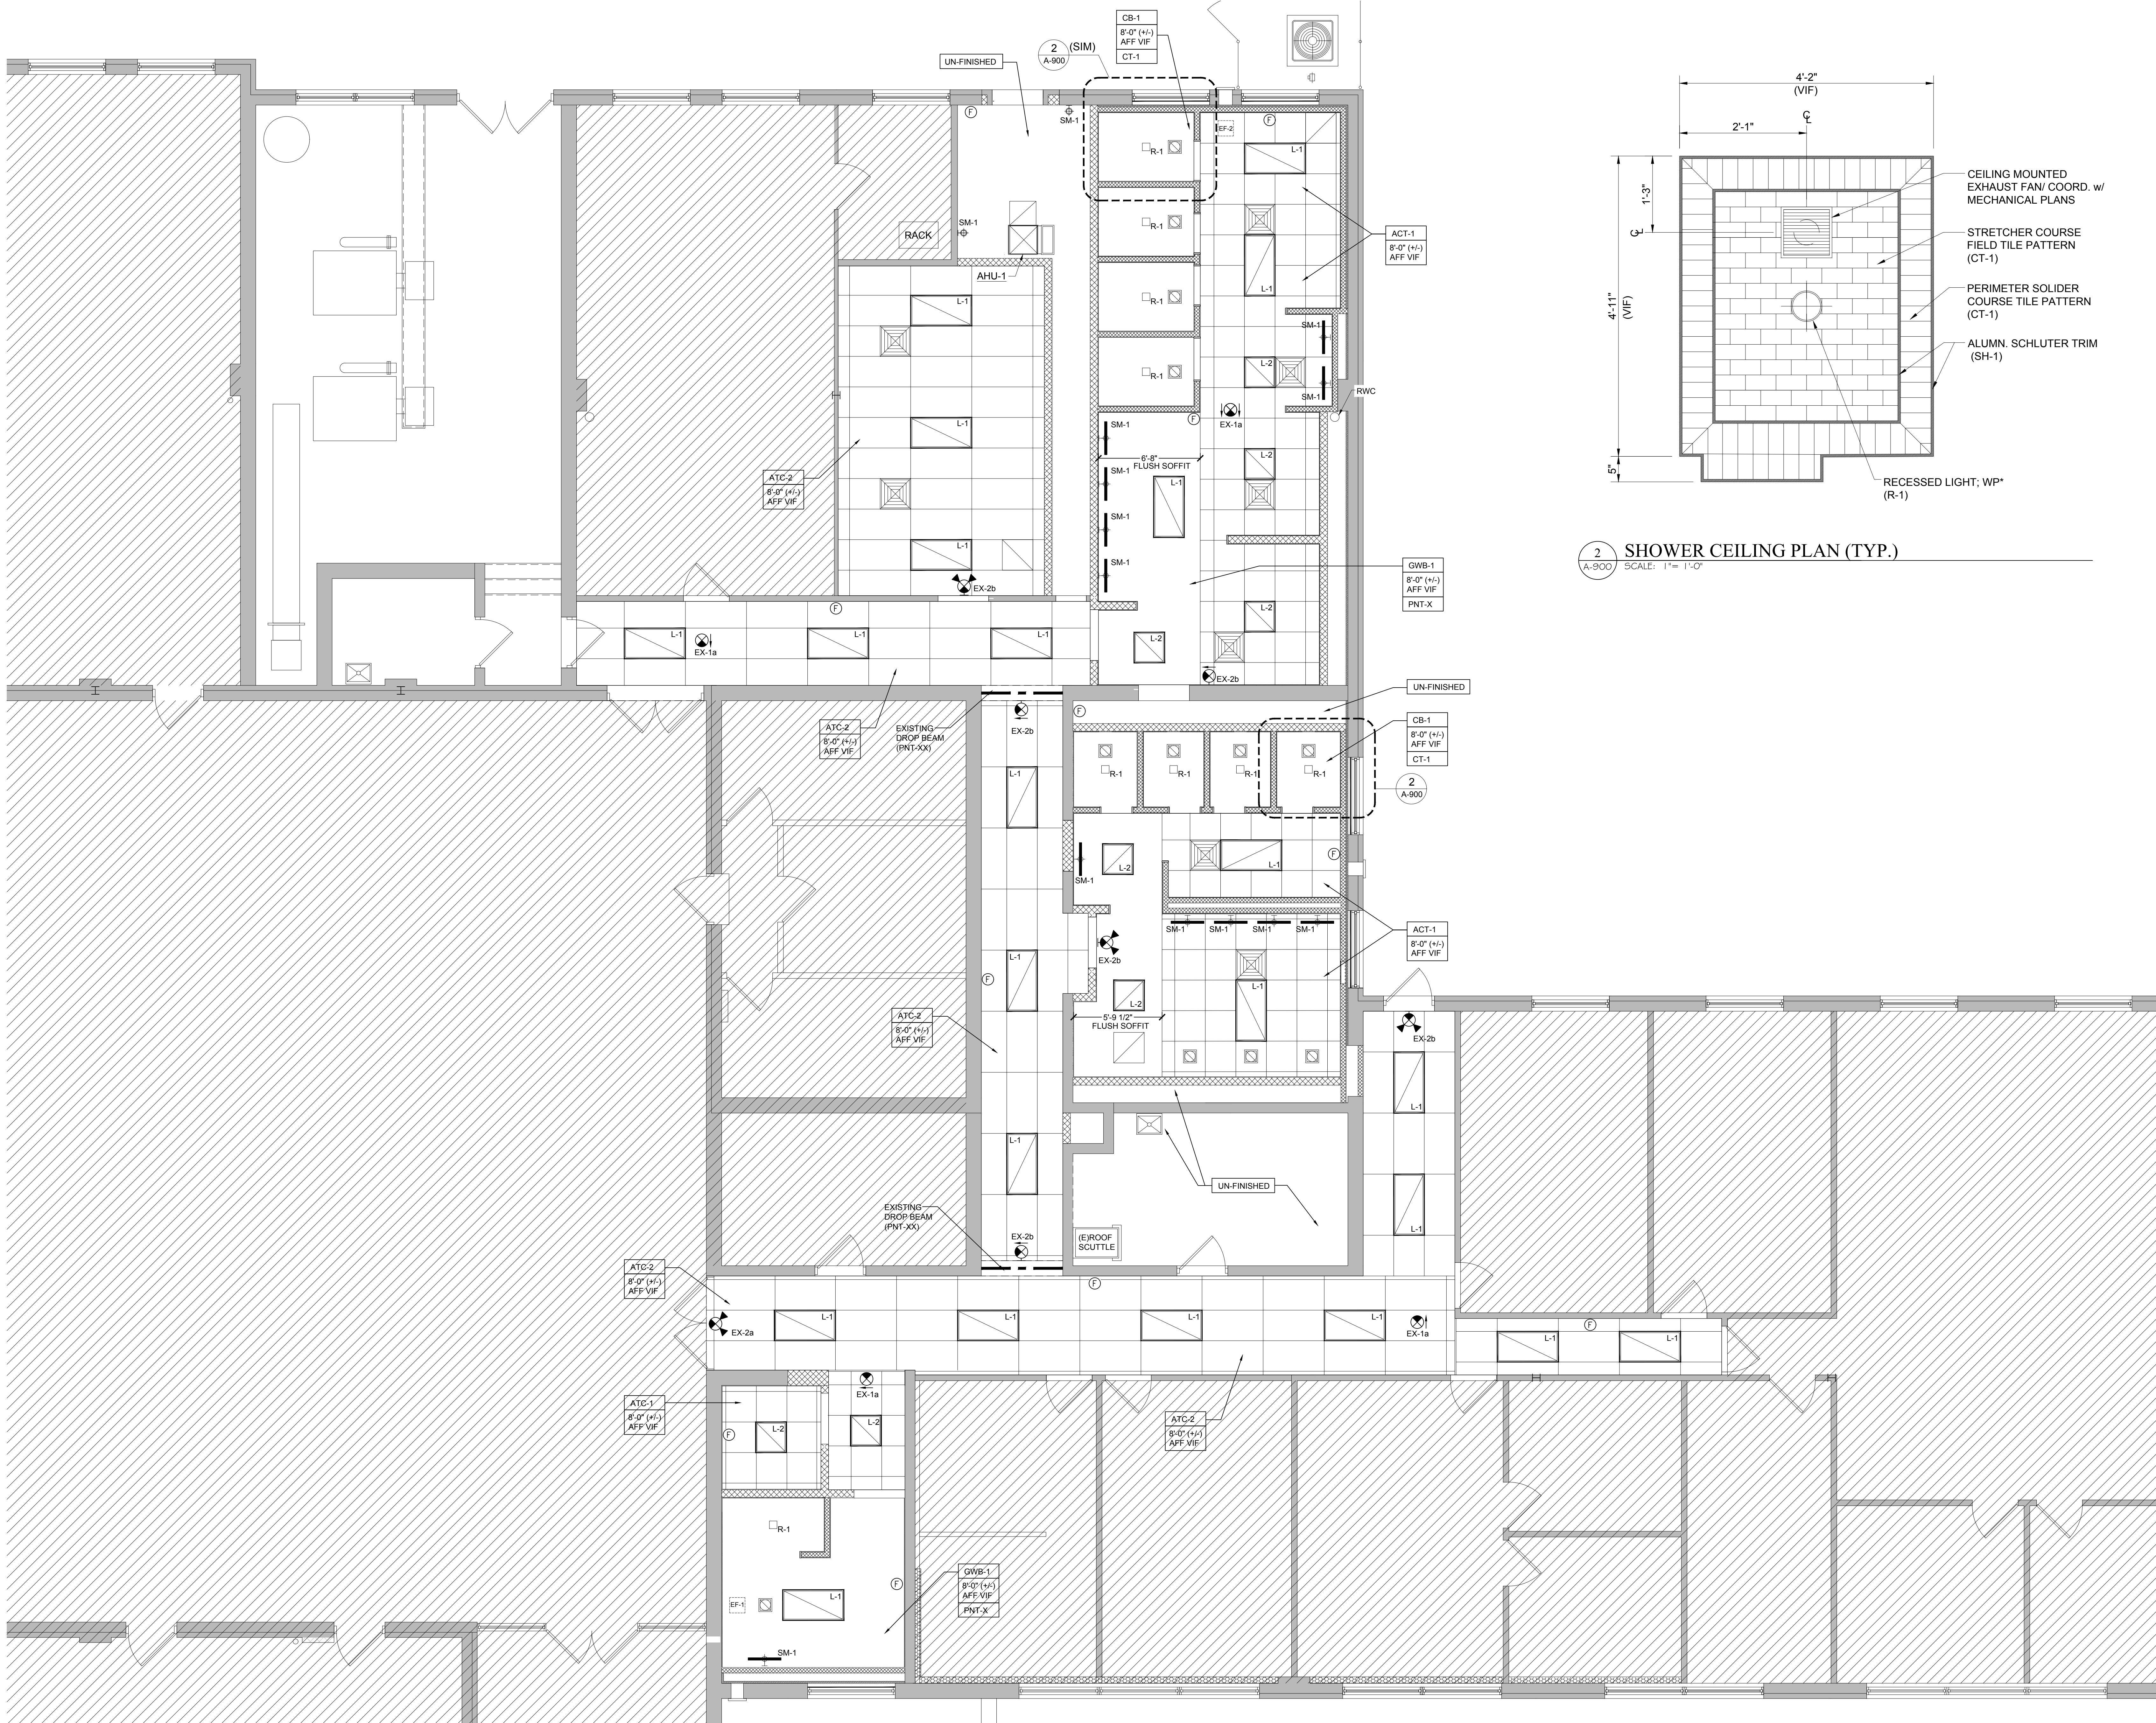 CB-1
8'-0" (+/-)
AFF VIF
CT-1
2
A-900
(SIM)
UN-FINISHED
SM-1
R-1
EF-2
F
F
L-1
RACK
SM-1
R-1
AHU-1
L-1
ACT-1
8'-0" (+/-)
AFF VIF
R-1
L-1
SM-1
L-2
R-1
SM-1
RWC
EX-1a
F
L-1
SM-1
6'-8"
FLUSH SOFFIT
L-2
SM-1
L-1
ATC-2
8'-0" (+/-)
AFF VIF
SM-1
L-1
SM-1
GWB-1
8'-0" (+/-)
AFF VIF
PNT-X
EX-2b
F
L-2
L-1
EX-1a
L-1
L-1
L-2
EX-2b
UN-FINISHED
F
EX-2b
ATC-2
8'-0" (+/-)
AFF VIF
EXISTING
DROP BEAM
(PNT-XX)
CB-1
8'-0" (+/-)
AFF VIF
CT-1
L-1
R-1
R-1
R-1
R-1
2
A-900
L-2
SM-1
L-1
F
SM-1
SM-1
SM-1
SM-1
ACT-1
8'-0" (+/-)
AFF VIF
EX-2b
L-1
F
L-2
L-1
5'-9 1/2"
FLUSH SOFFIT
ATC-2
8'-0" (+/-)
AFF VIF
EX-2b
L-1
L-1
UN-FINISHED
L-1
EXISTING
DROP BEAM
(PNT-XX)
EX-2b
(E)ROOF
SCUTTLE
ATC-2
8'-0" (+/-)
AFF VIF
F
EX-2a
L-1
L-1
L-1
L-1
EX-1a
F
L-1
L-1
ATC-1
8'-0" (+/-)
AFF VIF
EX-1a
L-2
L-2
F
ATC-2
8'-0" (+/-)
AFF VIF
R-1
F
GWB-1
8'-0" (+/-)
AFF VIF
PNT-X
EF-1
L-1
SM-1
4'-2"
(VIF)
2'-1"
1'-3"
4'-11"
(VIF)
5"
CEILING MOUNTED
EXHAUST FAN/ COORD. w/
MECHANICAL PLANS
STRETCHER COURSE
FIELD TILE PATTERN
(CT-1)
PERIMETER SOLIDER
COURSE TILE PATTERN
(CT-1)
ALUMN. SCHLUTER TRIM
(SH-1)
RECESSED LIGHT; WP*
(R-1)
2
A-900
SHOWER CEILING PLAN (TYP.)
SCALE: 1"= 1'-0"